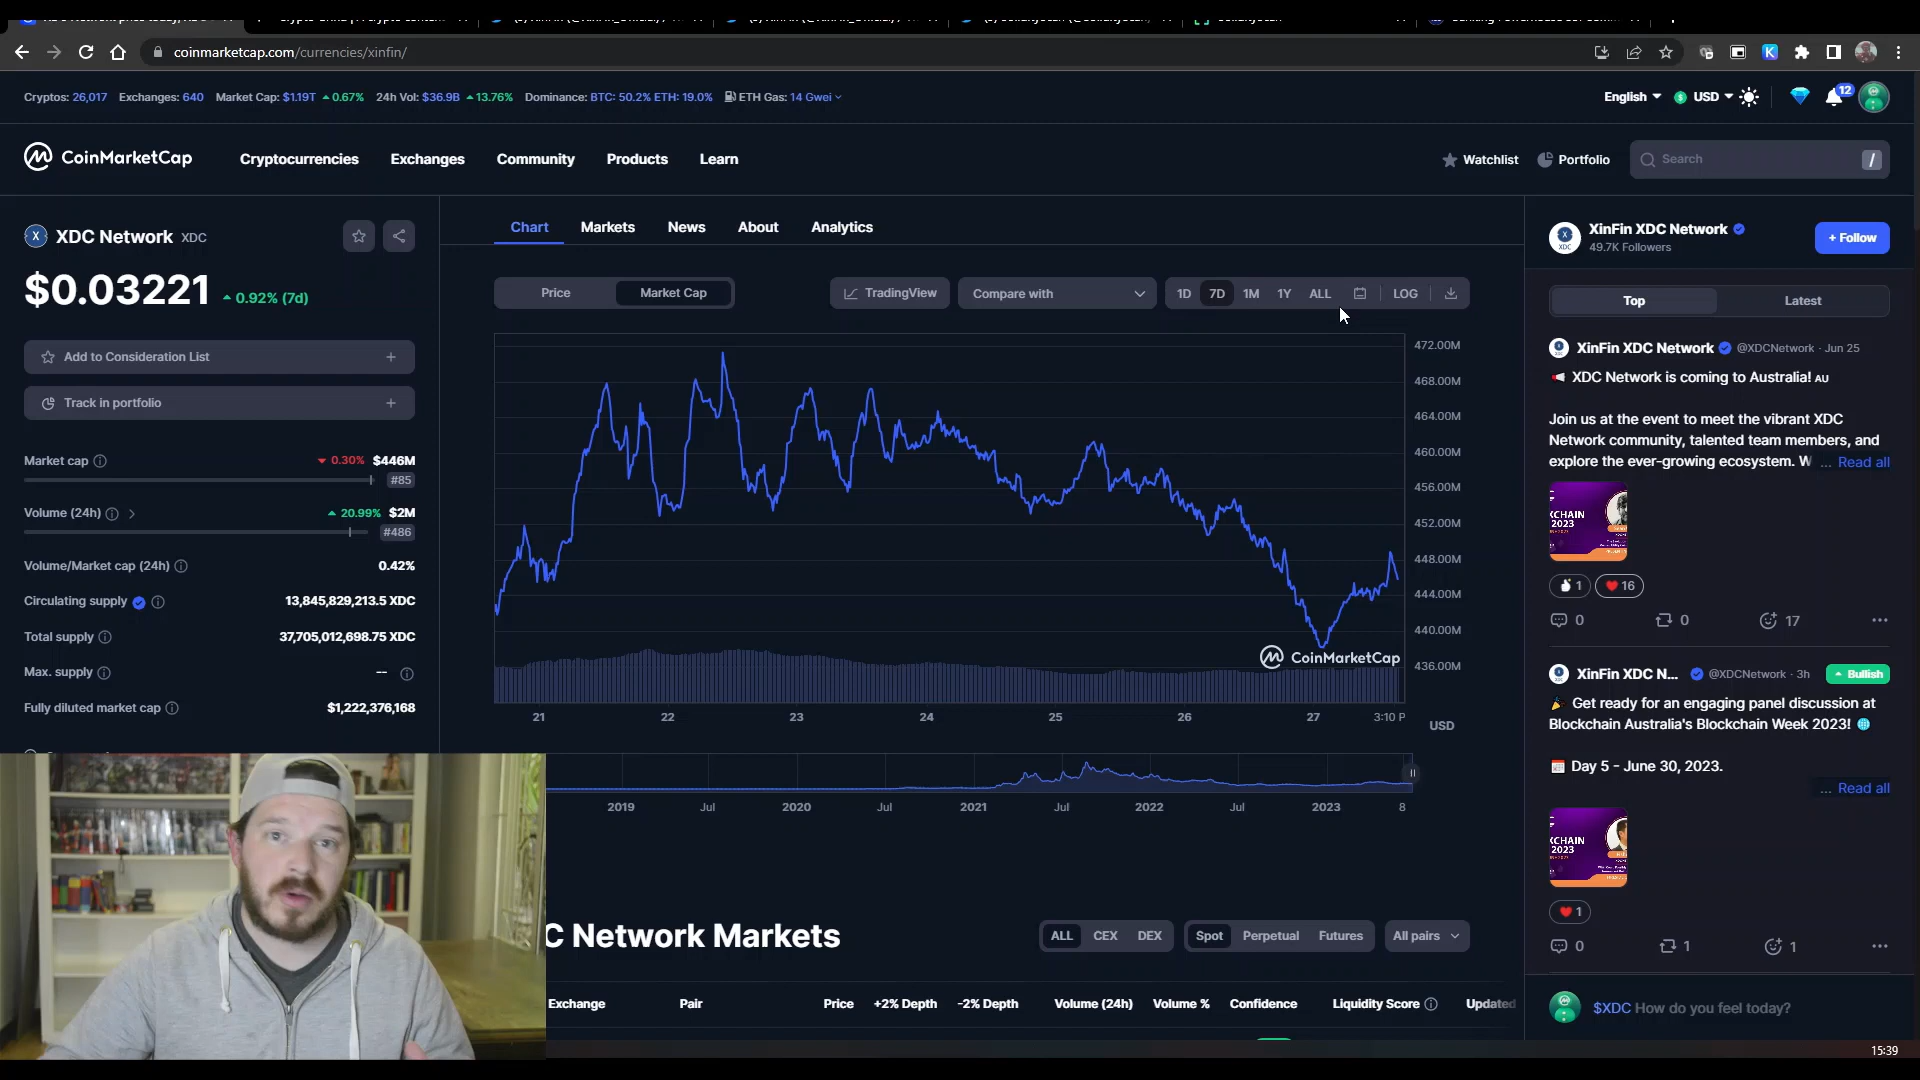 coinmarketcap.com/currencies/xinfin/
Cryptos: 26,017 Exchanges: 640 Market Cap: $1.19T 0.67% 24h Vol: $36.9B 13.76% Dominance: BTC: 50.2% ETH: 19.0% ETH Gas: 14 Gwei
English USD 12
CoinMarketCap Cryptocurrencies Exchanges Community Products Learn Watchlist Portfolio Search /
XDC Network XDC
$0.03221 0.92% (7d)
Add to Consideration List +
Track in portfolio +
Market cap 0.30% $446M
#85
Volume (24h) 20.99% $2M
#486
Volume/Market cap (24h) 0.42%
Circulating supply 13,845,829,213.5 XDC
Total supply 37,705,012,698.75 XDC
Max. supply --
Fully diluted market cap $1,222,376,168
Chart Markets News About Analytics
Price Market Cap TradingView Compare with 1D 7D 1M 1Y ALL LOG
472.00M
468.00M
464.00M
460.00M
456.00M
452.00M
448.00M
444.00M
440.00M
436.00M
CoinMarketCap
21 22 23 24 25 26 27 3:10 P
USD
2019 Jul 2020 Jul 2021 Jul 2022 Jul 2023 8
C Network Markets ALL CEX DEX Spot Perpetual Futures All pairs
Exchange Pair Price +2% Depth -2% Depth Volume (24h) Volume % Confidence Liquidity Score Updated
XinFin XDC Network
49.7K Followers
+ Follow
Top Latest
XinFin XDC Network @XDCNetwork · Jun 25
XDC Network is coming to Australia! AU
Join us at the event to meet the vibrant XDC
Network community, talented team members, and
explore the ever-growing ecosystem. W ... Read all
KCHAIN
2023
1 16
0 0 17
XinFin XDC N... @XDCNetwork · 3h Bullish
Get ready for an engaging panel discussion at
Blockchain Australia's Blockchain Week 2023!
Day 5 - June 30, 2023.
... Read all
KCHAIN
2023
1
0 1 1
$XDC How do you feel today?
15:39